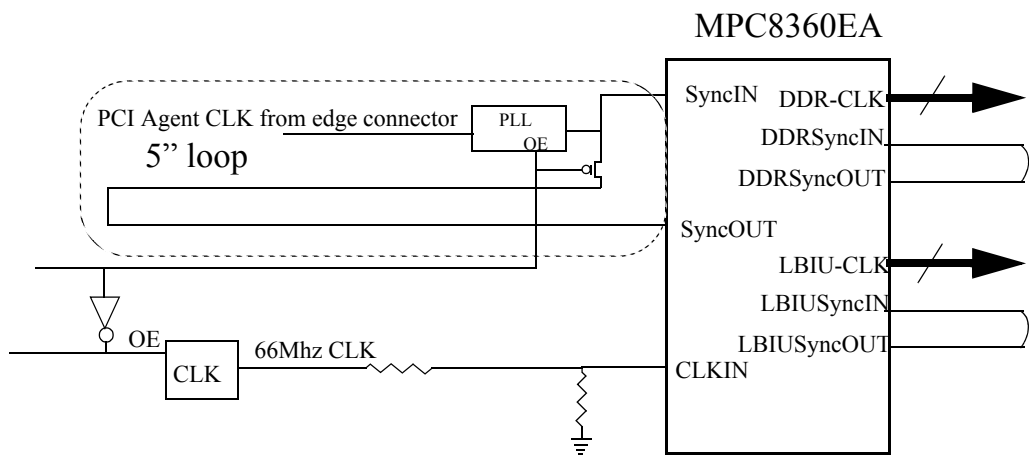 MPC8360EA
SyncIN
DDR-CLK
PCI Agent CLK from edge connector
PLL
OE
5” loop
DDRSyncIN
DDRSyncOUT
SyncOUT
LBIU-CLK
LBIUSyncIN
OE
66Mhz CLK
LBIUSyncOUT
CLK
CLKIN